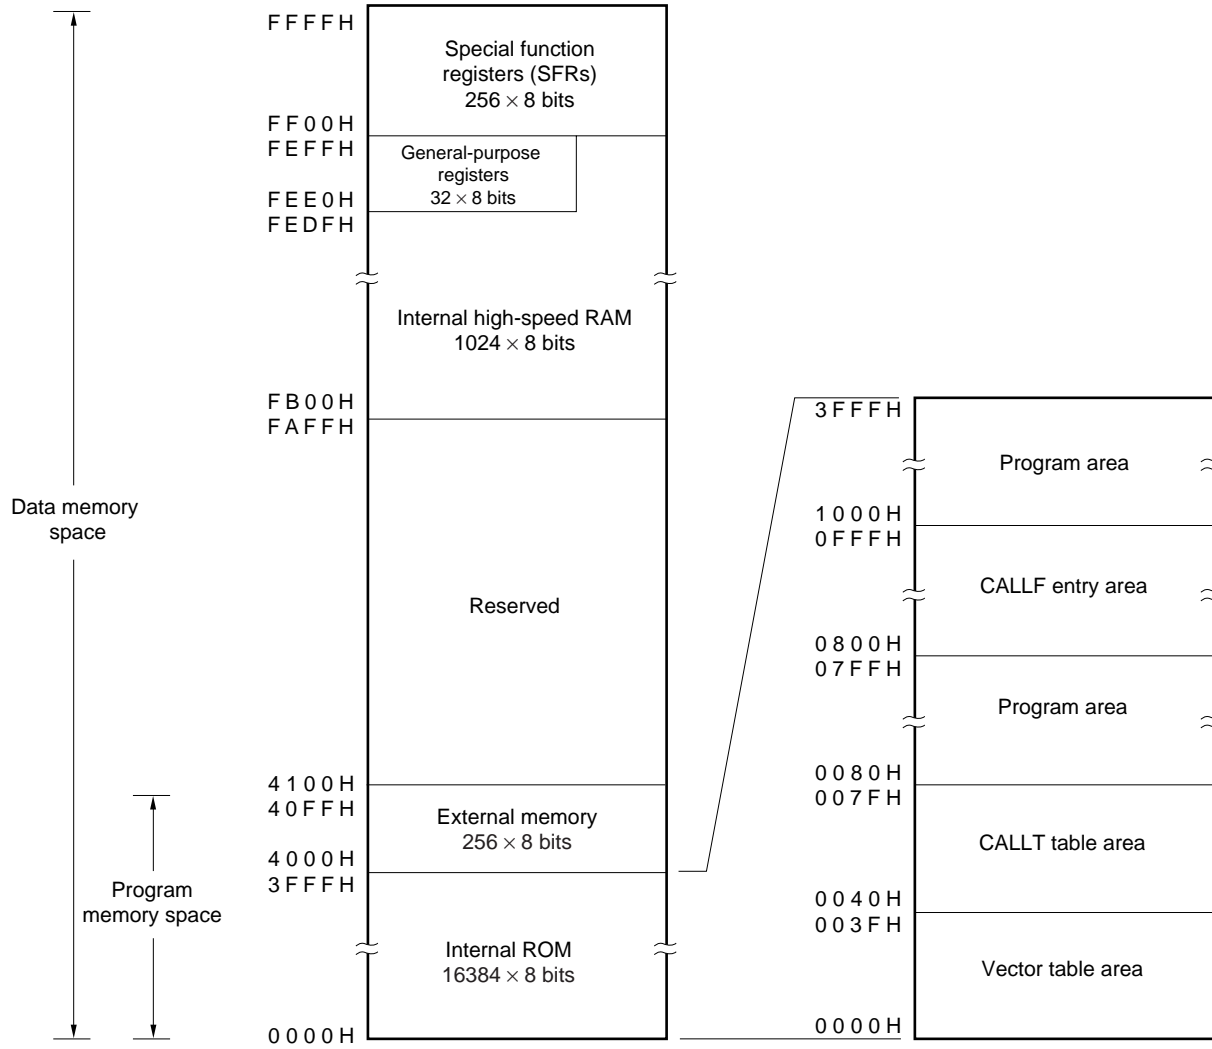 FFFFH
Special function
registers (SFRs)
256 × 8 bits
FF00H
FEFFH
General-purpose
registers
32 × 8 bits
FEE0H
FEDFH
Internal high-speed RAM
1024 × 8 bits
FB00H
FAFFH
Data memory
space
Reserved
4100H
40FFH
External memory
256 × 8 bits
4000H
3FFFH
Program
memory space
Internal ROM
16384 × 8 bits
0000H
3FFFH
Program area
1000H
0FFFH
CALLF entry area
0800H
07FFH
Program area
0080H
007FH
CALLT table area
0040H
003FH
Vector table area
0000H